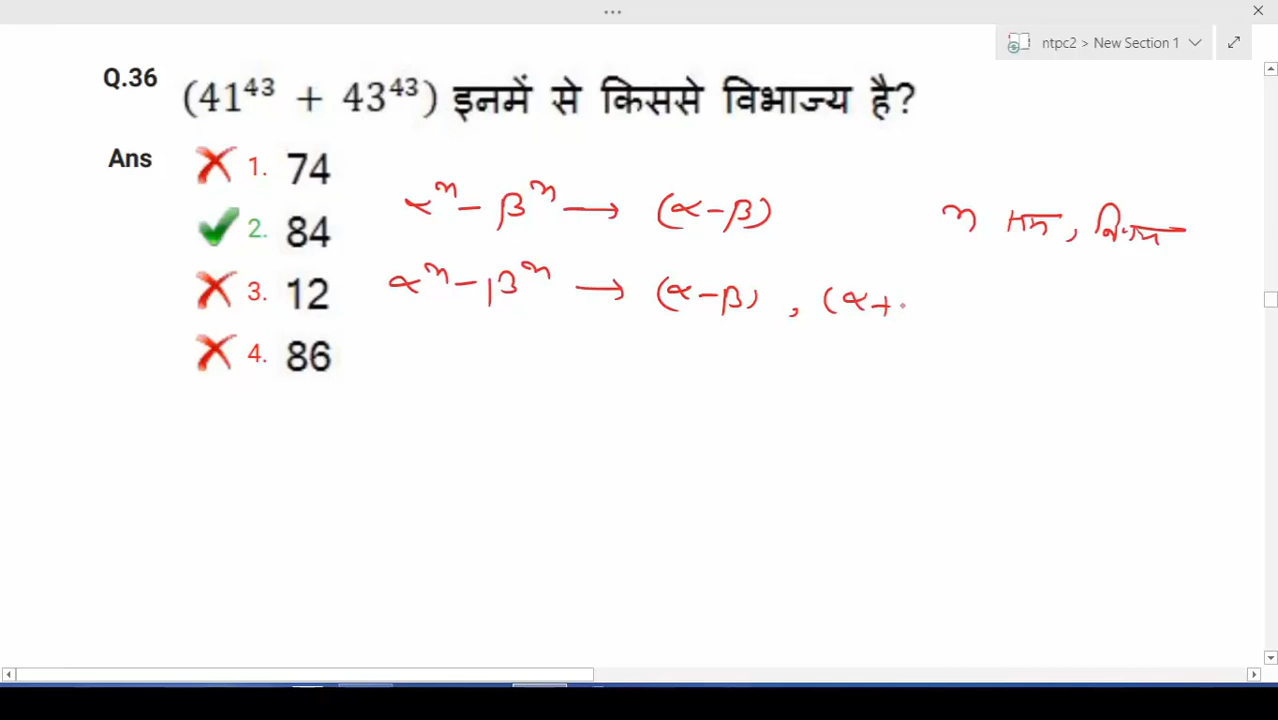 ntpc2 > New Section 1
Q.36 (41⁴³ + 43⁴³) इनमें से किससे विभाज्य है?
Ans 1. 74
2. 84
3. 12
4. 86
αⁿ - βⁿ → (α-β) n सम, विषम
αⁿ - βⁿ → (α-β) , (α+